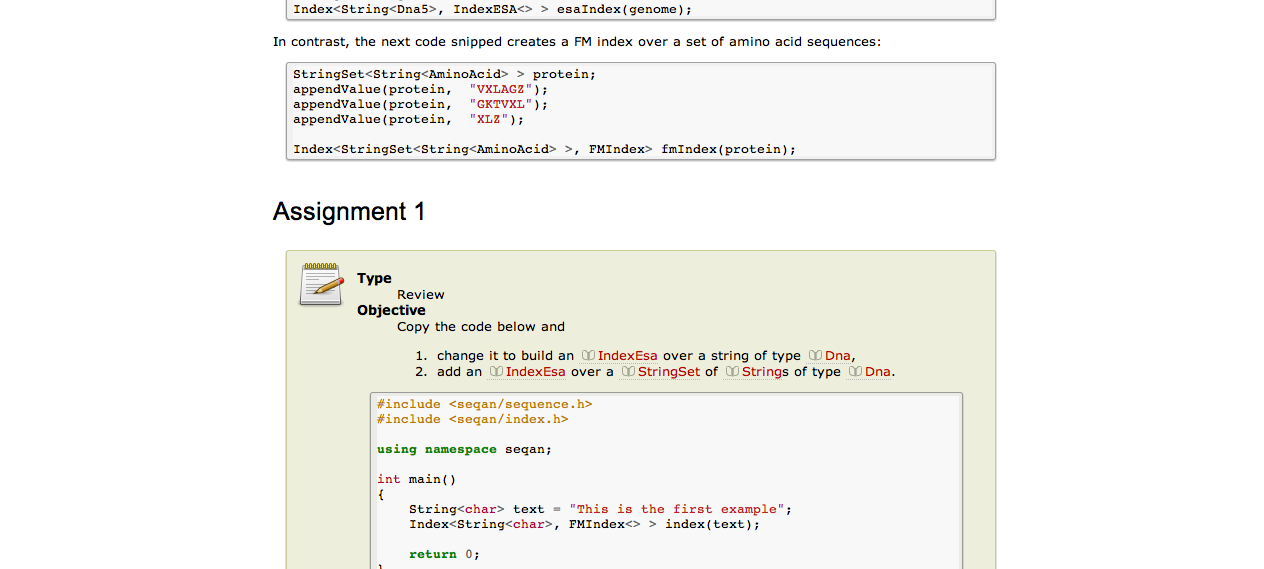 Index<String<Dna5>, IndexESA<> > esaIndex(genome);
In contrast, the next code snipped creates a FM index over a set of amino acid sequences:
StringSet<String<AminoAcid> > protein;
appendValue(protein,  "VXLAGZ");
appendValue(protein,  "GKTVXL");
appendValue(protein,  "XLZ");
Index<StringSet<String<AminoAcid> >, FMIndex> fmIndex(protein);
Assignment 1
Type
Review
Objective
Copy the code below and
1. change it to build an IndexEsa over a string of type Dna,
2. add an IndexEsa over a StringSet of Strings of type Dna.
#include <seqan/sequence.h>
#include <seqan/index.h>
using namespace seqan;
int main()
{
    String<char> text = "This is the first example";
    Index<String<char>, FMIndex<> > index(text);
    return 0;